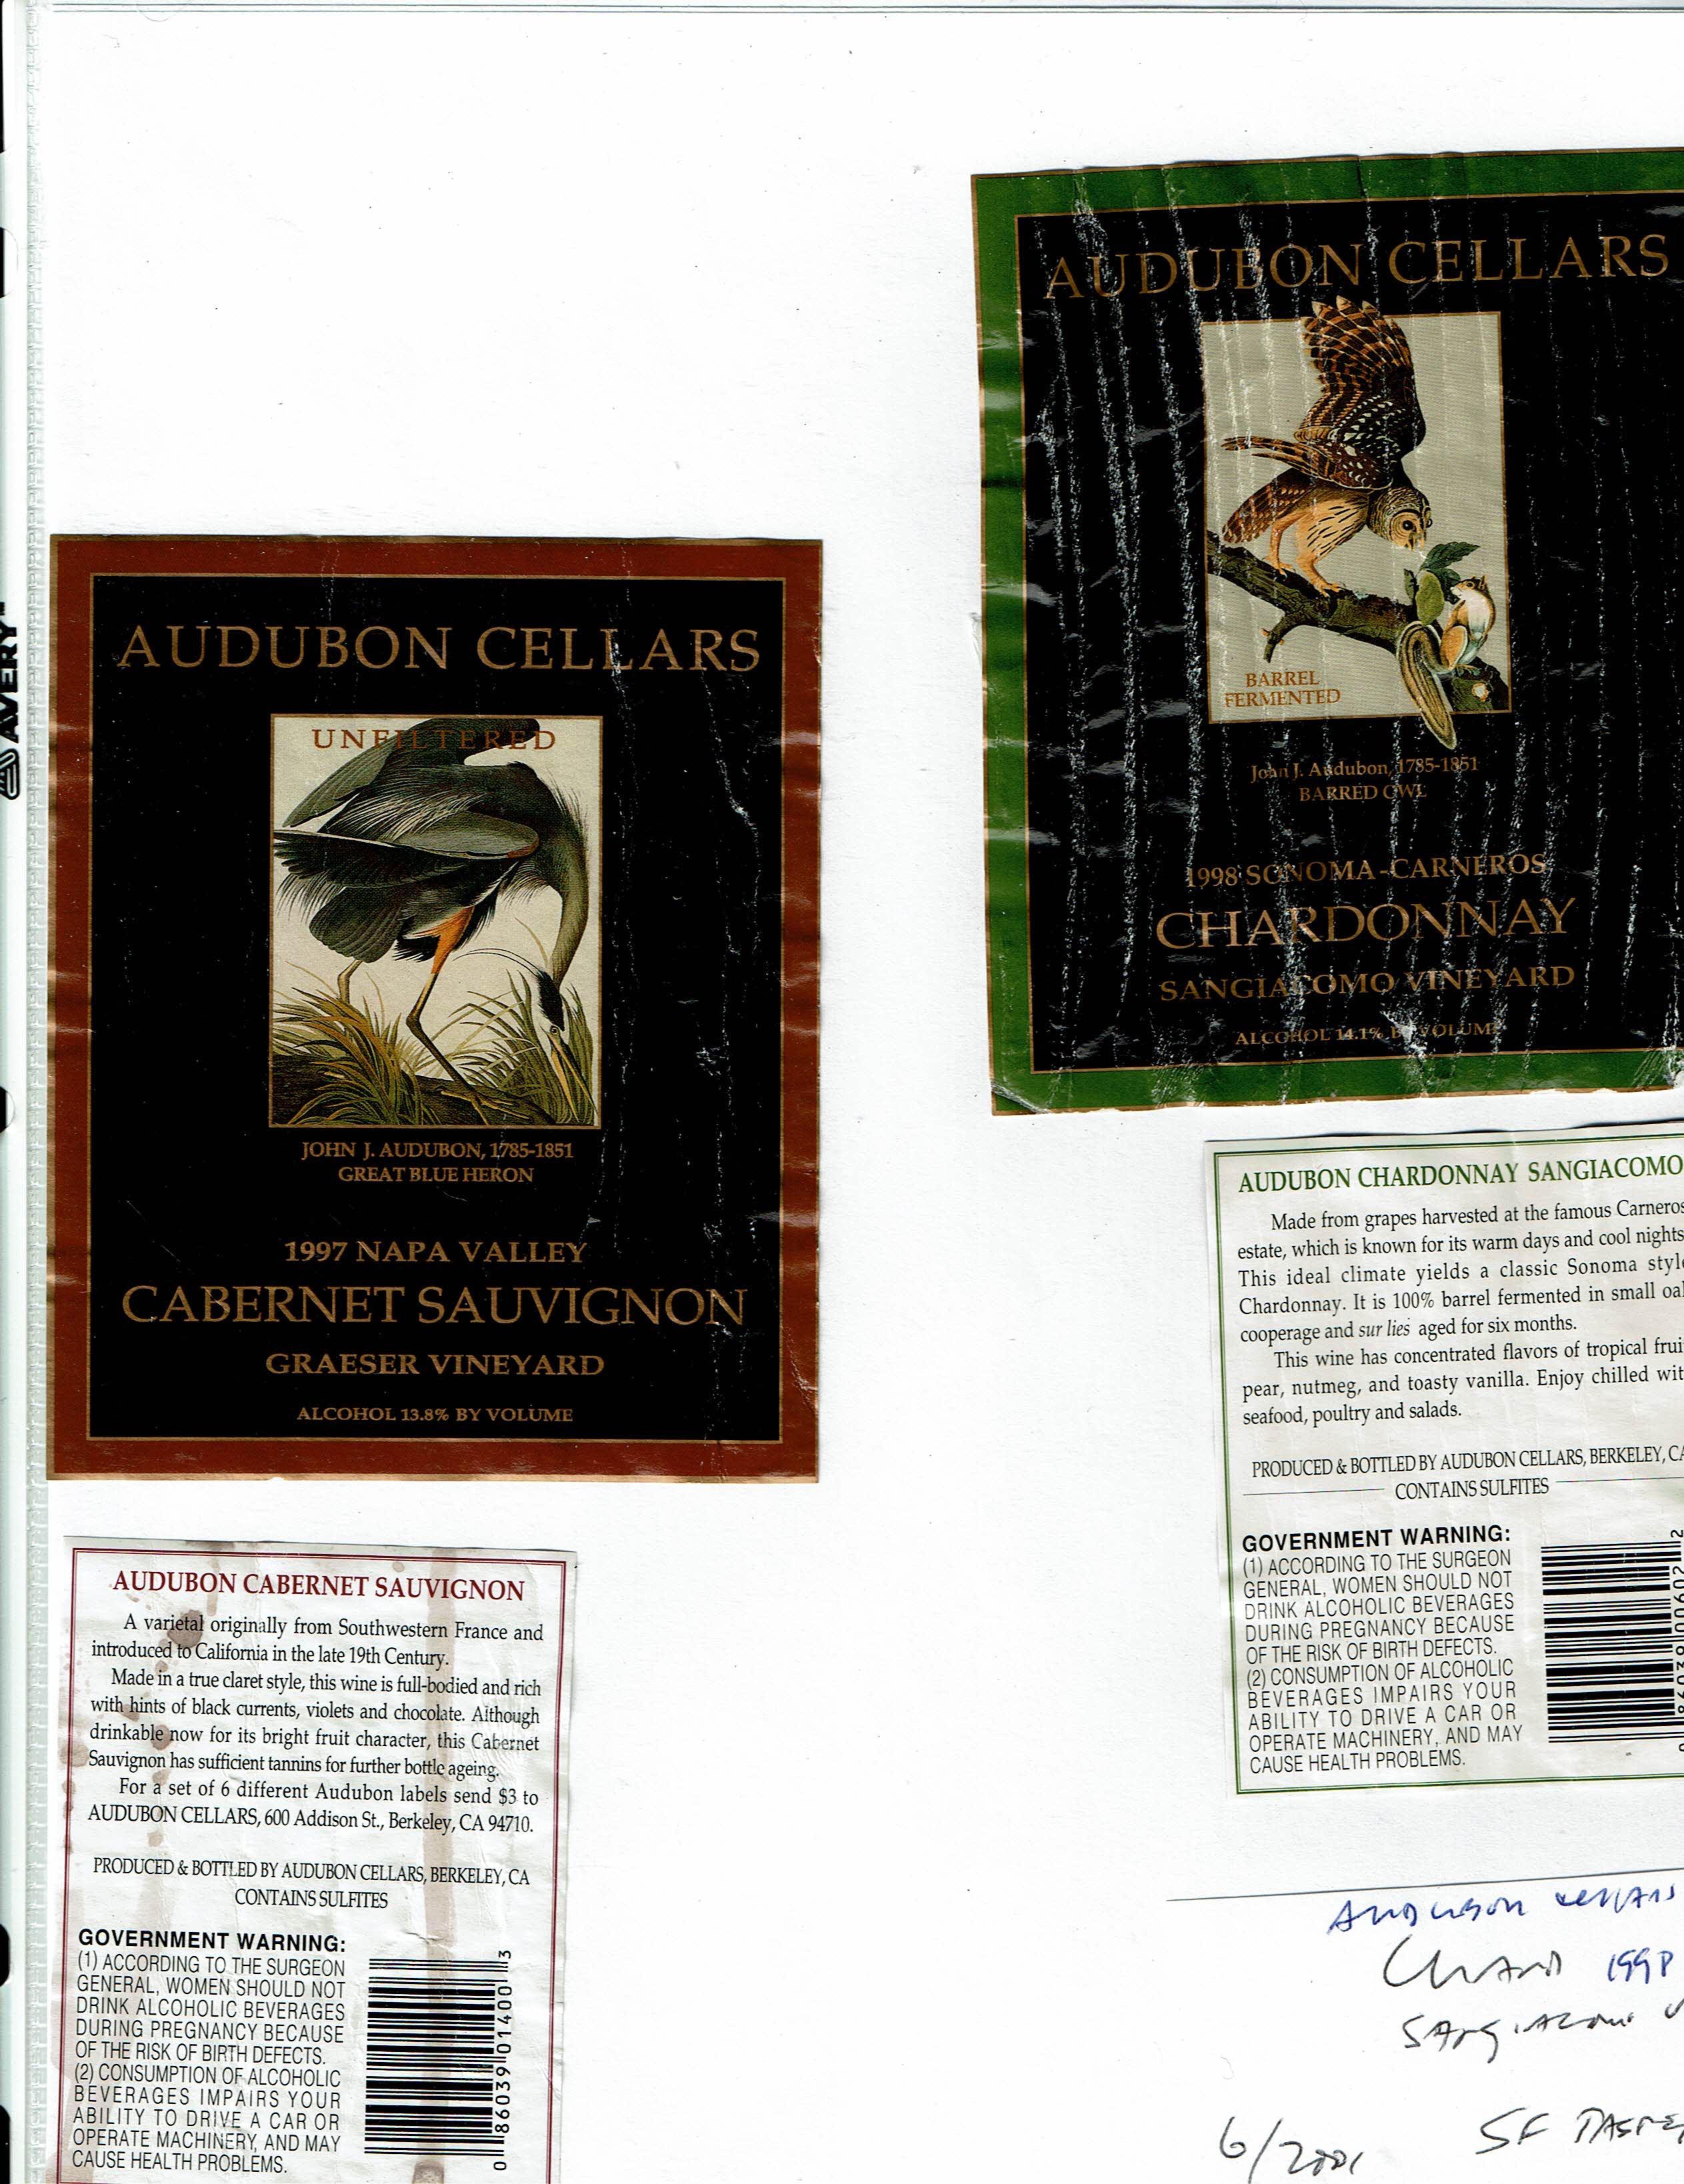 AVERY
AUDUBON CELLARS
UNFILTERED
JOHN J. AUDUBON, 1785-1851
GREAT BLUE HERON
1997 NAPA VALLEY
CABERNET SAUVIGNON
GRAESER VINEYARD
ALCOHOL 13.8% BY VOLUME
AUDUBON CABERNET SAUVIGNON
A varietal originally from Southwestern France and
introduced to California in the late 19th Century.
Made in a true claret style, this wine is full-bodied and rich
with hints of black currents, violets and chocolate. Although
drinkable now for its bright fruit character, this Cabernet
Sauvignon has sufficient tannins for further bottle ageing.
For a set of 6 different Audubon labels send $3 to
AUDUBON CELLARS, 600 Addison St., Berkeley, CA 94710.
PRODUCED & BOTTLED BY AUDUBON CELLARS, BERKELEY, CA
CONTAINS SULFITES
GOVERNMENT WARNING:
(1) ACCORDING TO THE SURGEON
GENERAL, WOMEN SHOULD NOT
DRINK ALCOHOLIC BEVERAGES
DURING PREGNANCY BECAUSE
OF THE RISK OF BIRTH DEFECTS.
(2) CONSUMPTION OF ALCOHOLIC
BEVERAGES IMPAIRS YOUR
ABILITY TO DRIVE A CAR OR
OPERATE MACHINERY, AND MAY
CAUSE HEALTH PROBLEMS.
0 86039 01400 3
AUDUBON CELLARS
BARREL
FERMENTED
John J. Audubon, 1785-1851
BARRED OWL
1998 SONOMA-CARNEROS
CHARDONNAY
SANGIACOMO VINEYARD
ALCOHOL 14.1% BY VOLUME
AUDUBON CHARDONNAY SANGIACOMO
Made from grapes harvested at the famous Carneros
estate, which is known for its warm days and cool nights
This ideal climate yields a classic Sonoma style
Chardonnay. It is 100% barrel fermented in small oa
cooperage and sur lies aged for six months.
This wine has concentrated flavors of tropical frui
pear, nutmeg, and toasty vanilla. Enjoy chilled wit
seafood, poultry and salads.
PRODUCED & BOTTLED BY AUDUBON CELLARS, BERKELEY, CA
CONTAINS SULFITES
GOVERNMENT WARNING:
(1) ACCORDING TO THE SURGEON
GENERAL, WOMEN SHOULD NOT
DRINK ALCOHOLIC BEVERAGES
DURING PREGNANCY BECAUSE
OF THE RISK OF BIRTH DEFECTS.
(2) CONSUMPTION OF ALCOHOLIC
BEVERAGES IMPAIRS YOUR
ABILITY TO DRIVE A CAR OR
OPERATE MACHINERY, AND MAY
CAUSE HEALTH PROBLEMS.
Audubon Cellars
Chard 1998
Sangiacomo V
6/2001 SF